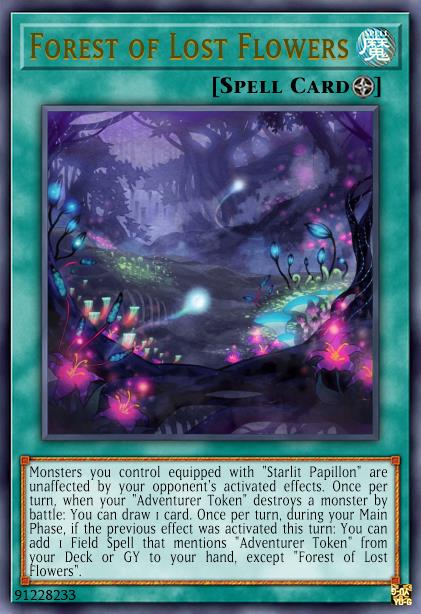 Forest of Lost Flowers
SPELL
魔
[Spell Card]
Monsters you control equipped with "Starlit Papillon" are
unaffected by your opponent's activated effects. Once per
turn, when your "Adventurer Token" destroys a monster by
battle: You can draw 1 card. Once per turn, during your Main
Phase, if the previous effect was activated this turn: You can
add 1 Field Spell that mentions "Adventurer Token" from
your Deck or GY to your hand, except "Forest of Lost
Flowers".
91228233